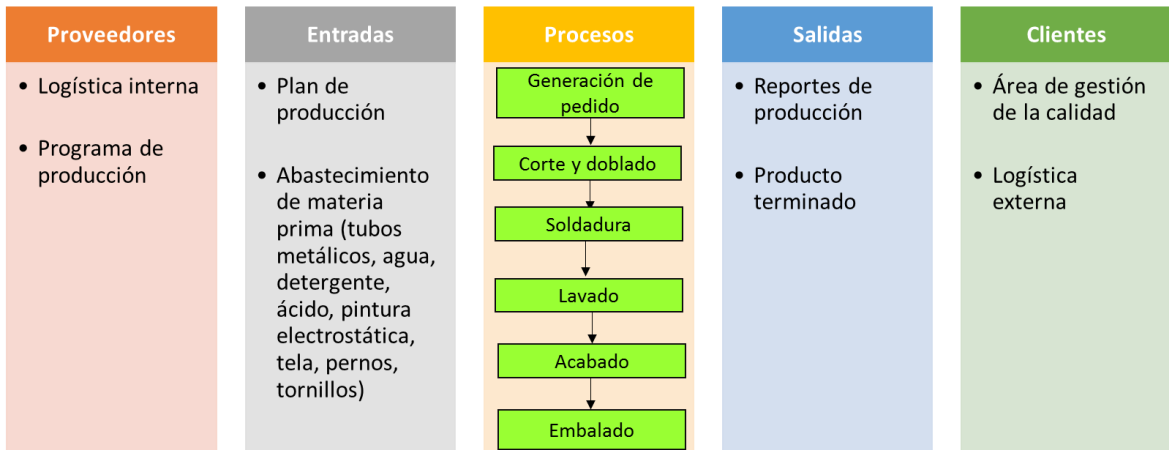 Proveedores
• Logística interna
• Programa de
producción
Entradas
• Plan de
producción
• Abastecimiento
de materia
prima (tubos
metálicos, agua,
detergente,
ácido, pintura
electrostática,
tela, pernos,
tornillos)
Procesos
Generación de
pedido
Corte y doblado
Soldadura
Lavado
Acabado
Embalado
Salidas
• Reportes de
producción
• Producto
terminado
Clientes
• Área de gestión
de la calidad
• Logística
externa